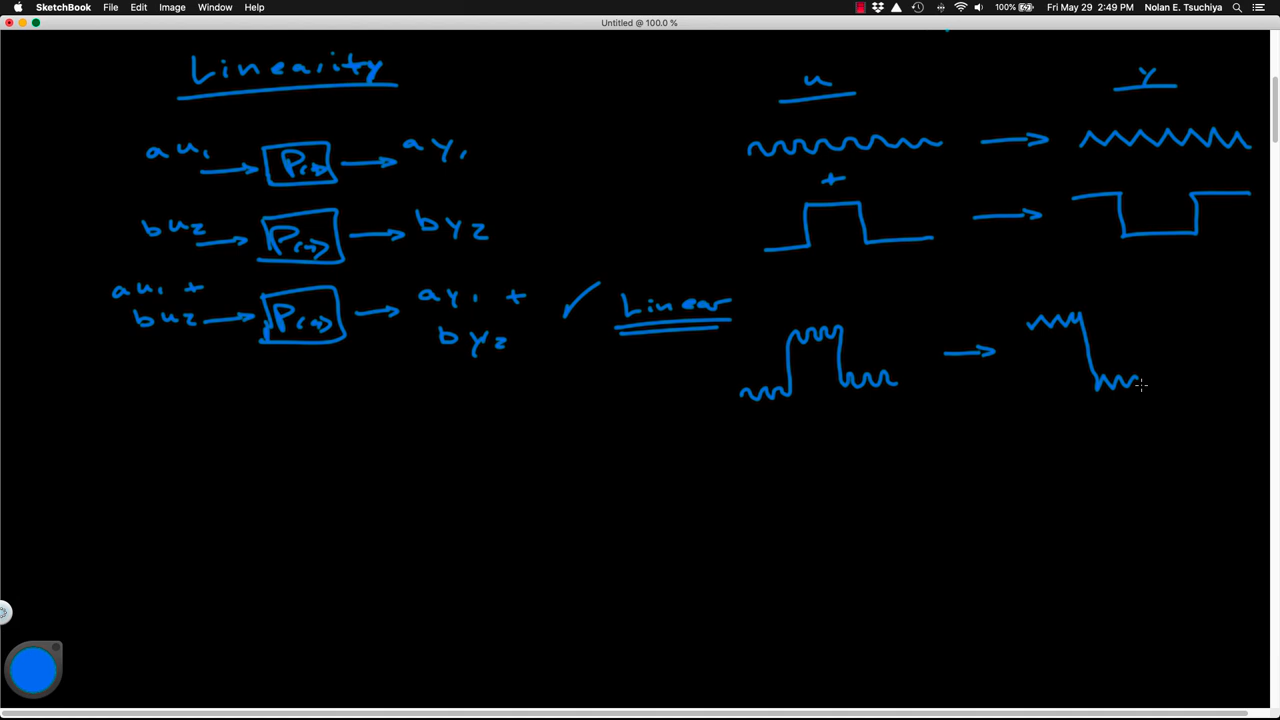 SketchBook File Edit Image Window Help 100% Fri May 29 2:49 PM Nolan E. Tsuchiya
Untitled @ 100.0 %
Linearity
u
y
au₁ → P(s) → ay₁
+
bu₂ → P(s) → by₂
au₁ + bu₂ → P(s) → ay₁ + by₂ ✓ Linear